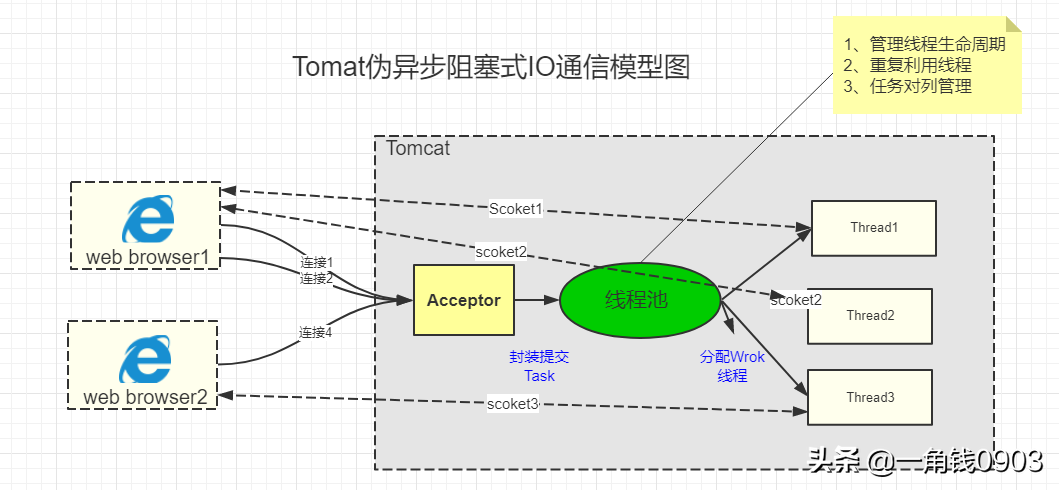 Tomat伪异步阻塞式IO通信模型图
1、管理线程生命周期
2、重复利用线程
3、任务对列管理
Tomcat
web browser1
web browser2
Scoket1
scoket2
连接1
连接2
连接4
Acceptor
线程池
封装提交
Task
分配Wrok
线程
scoket2
scoket3
Thread1
Thread2
Thread3
头杀 @一角钱0903